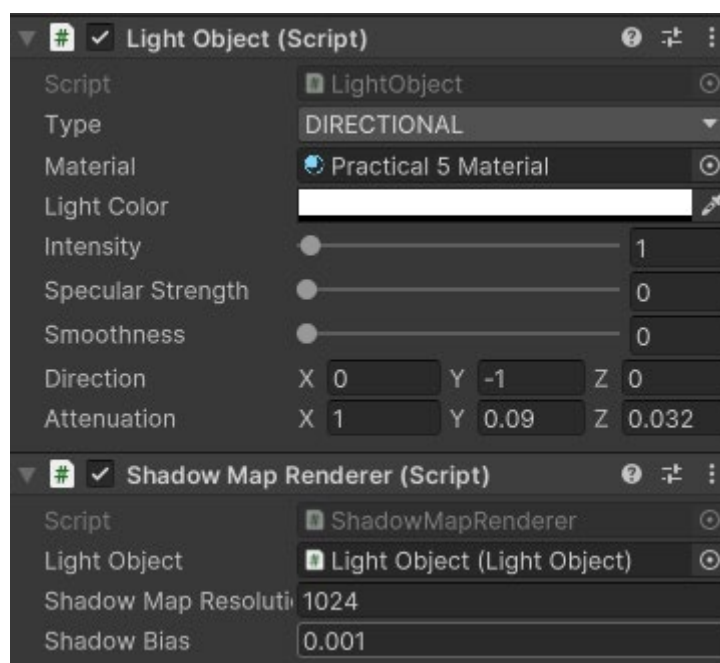 Light Object (Script)
Script LightObject
Type DIRECTIONAL
Material Practical 5 Material
Light Color
Intensity 1
Specular Strength 0
Smoothness 0
Direction X 0 Y -1 Z 0
Attenuation X 1 Y 0.09 Z 0.032
Shadow Map Renderer (Script)
Script ShadowMapRenderer
Light Object Light Object (Light Object)
Shadow Map Resoluti 1024
Shadow Bias 0.001